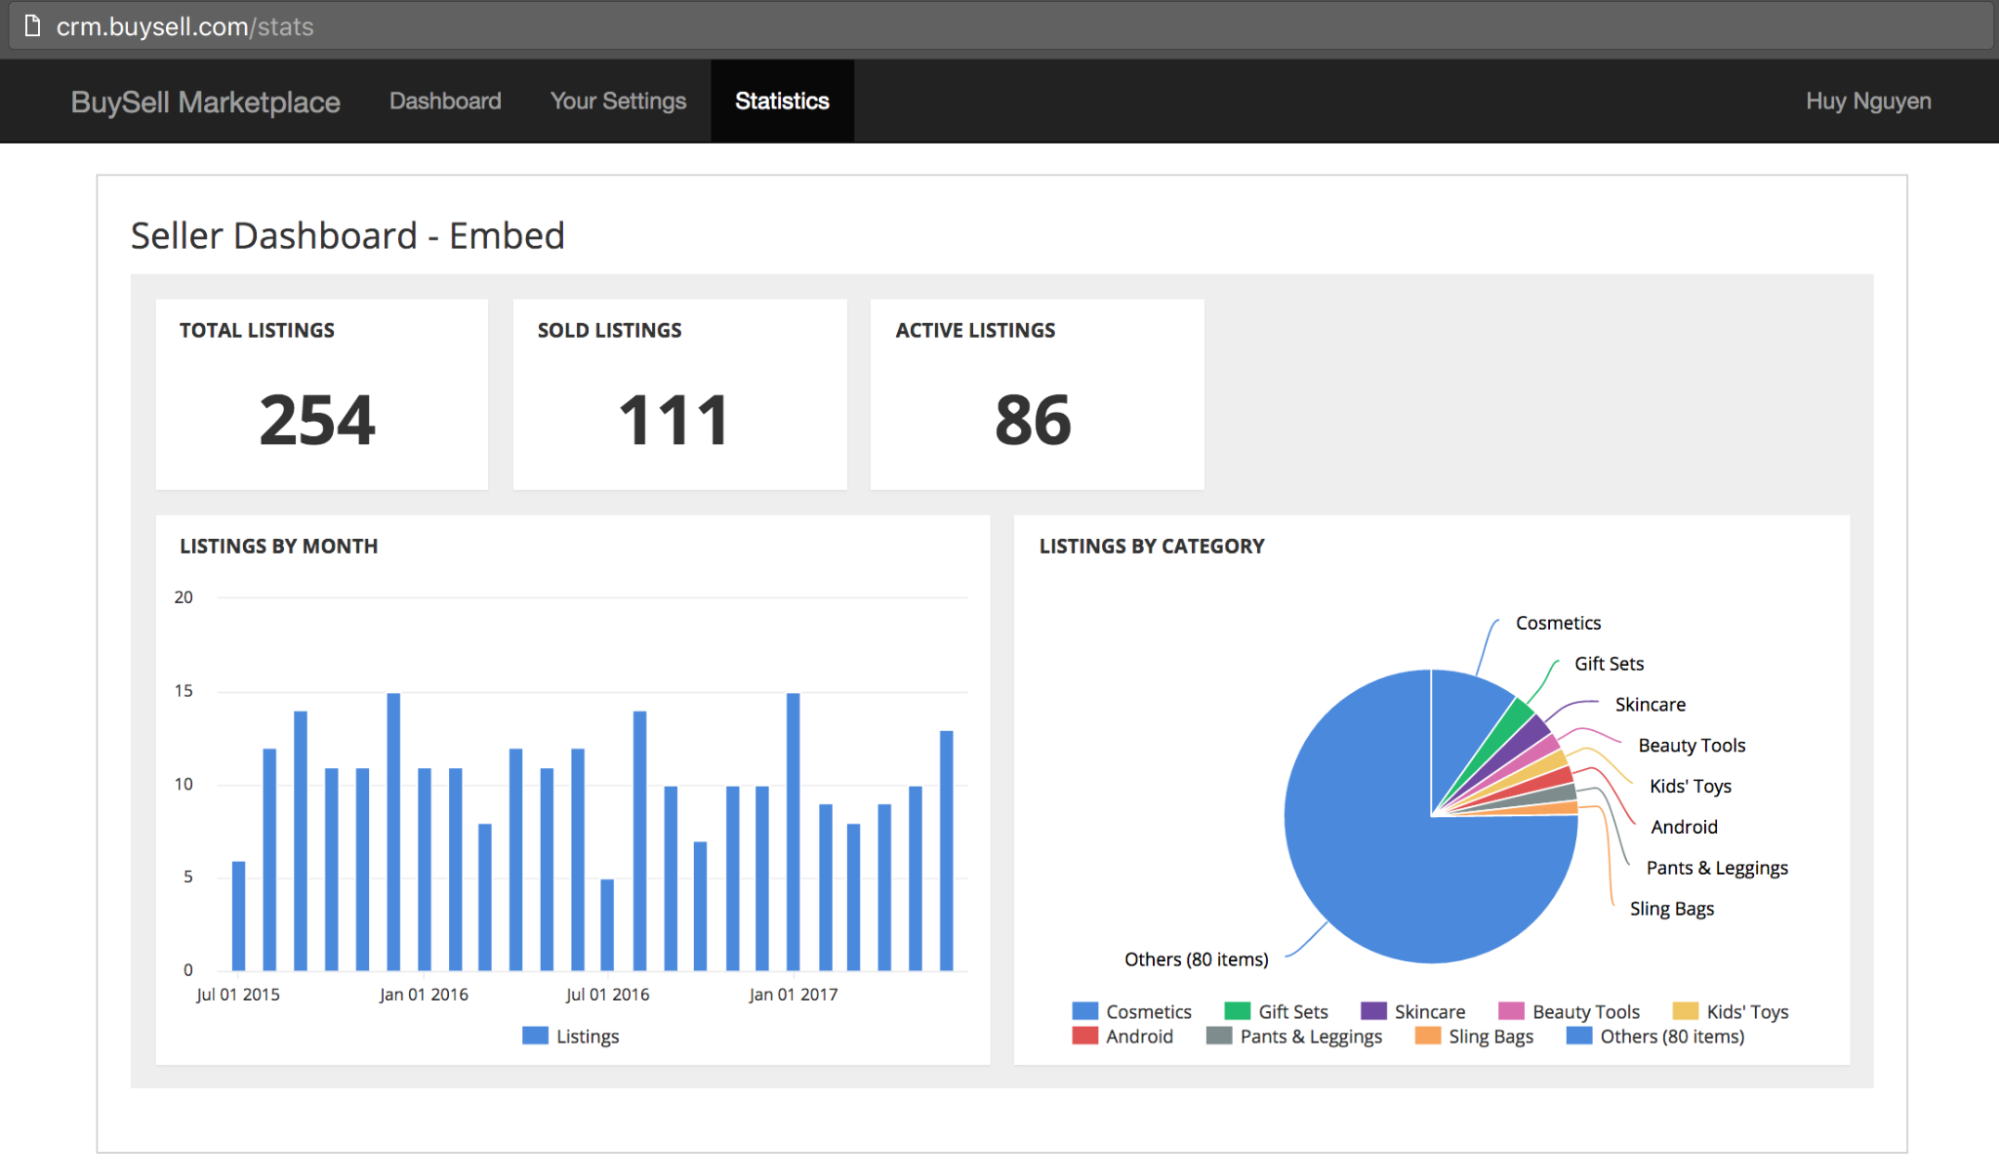 crm.buysell.com/stats
BuySell Marketplace Dashboard Your Settings Statistics Huy Nguyen
Seller Dashboard - Embed
TOTAL LISTINGS
254
SOLD LISTINGS
111
ACTIVE LISTINGS
86
LISTINGS BY MONTH
20
15
10
5
0
Jul 01 2015 Jan 01 2016 Jul 01 2016 Jan 01 2017
Listings
LISTINGS BY CATEGORY
Cosmetics
Gift Sets
Skincare
Beauty Tools
Kids' Toys
Android
Pants & Leggings
Sling Bags
Others (80 items)
Cosmetics Gift Sets Skincare Beauty Tools Kids' Toys
Android Pants & Leggings Sling Bags Others (80 items)